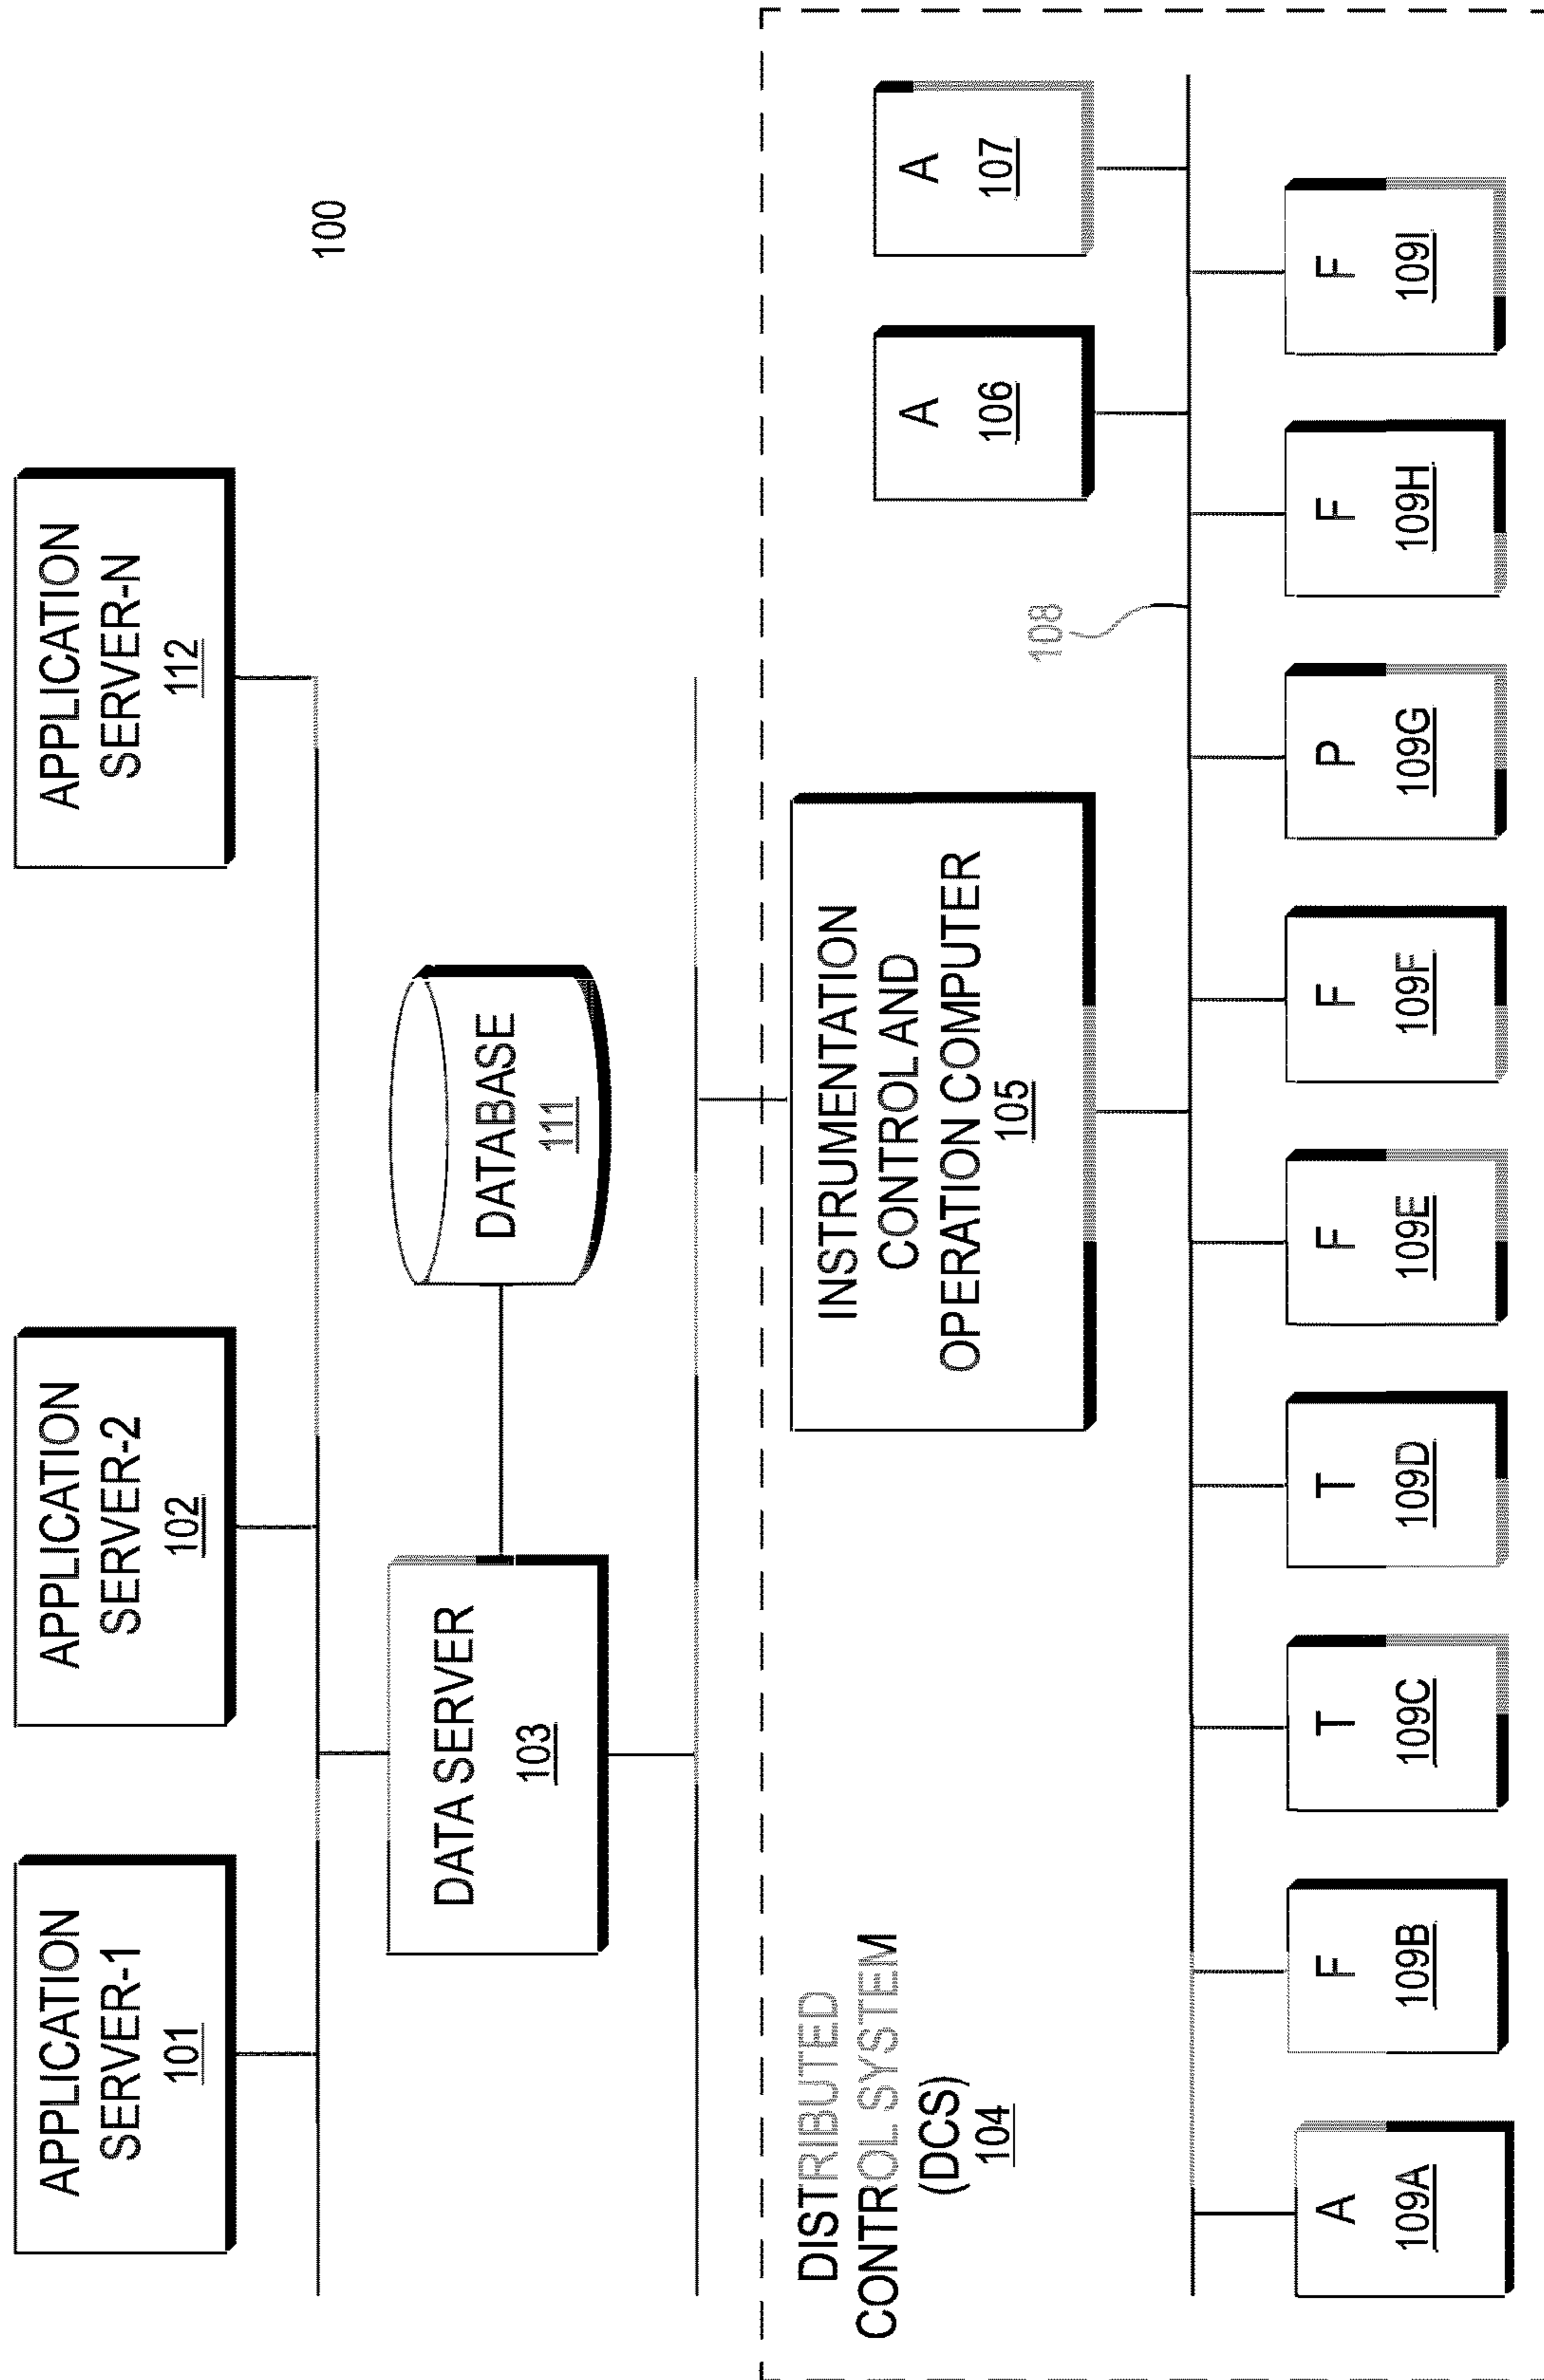 APPLICATION
SERVER-1
101
APPLICATION
SERVER-2
102
APPLICATION
SERVER-N
112
100
DATA SERVER
103
DATABASE
111
DISTRIBUTED
CONTROL SYSTEM
(DCS)
104
INSTRUMENTATION
CONTROL AND
OPERATION COMPUTER
105
A
106
A
107
108
A
109A
F
109B
T
109C
T
109D
F
109E
F
109F
P
109G
F
109H
F
109I